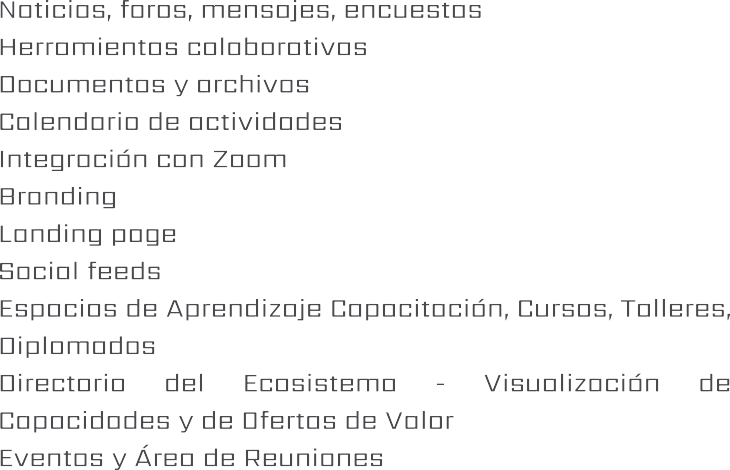 Noticias, foros, mensajes, encuestas
Herramientas colaborativas
Documentos y archivos
Calendario de actividades
Integración con Zoom
Branding
Landing page
Social feeds
Espacios de Aprendizaje Capacitación, Cursos, Talleres,
Diplomados
Directorio del Ecosistema - Visualización de
Capacidades y de Ofertas de Valor
Eventos y Área de Reuniones